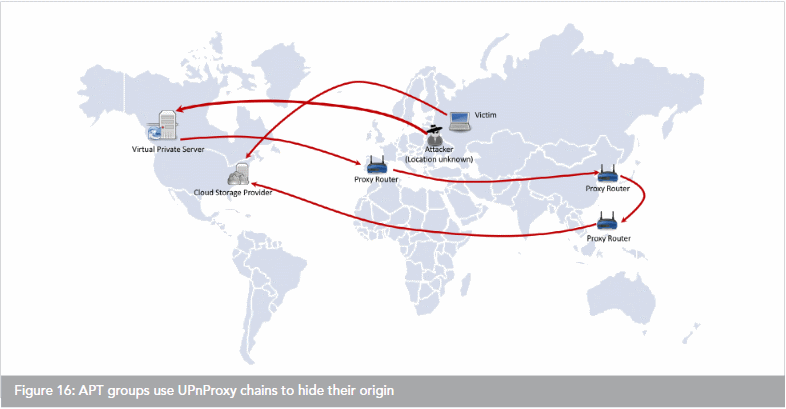 Victim
Virtual Private Server
Attacker
(Location unknown)
Proxy Router
Proxy Router
Cloud Storage Provider
Proxy Router
Figure 16: APT groups use UPnProxy chains to hide their origin